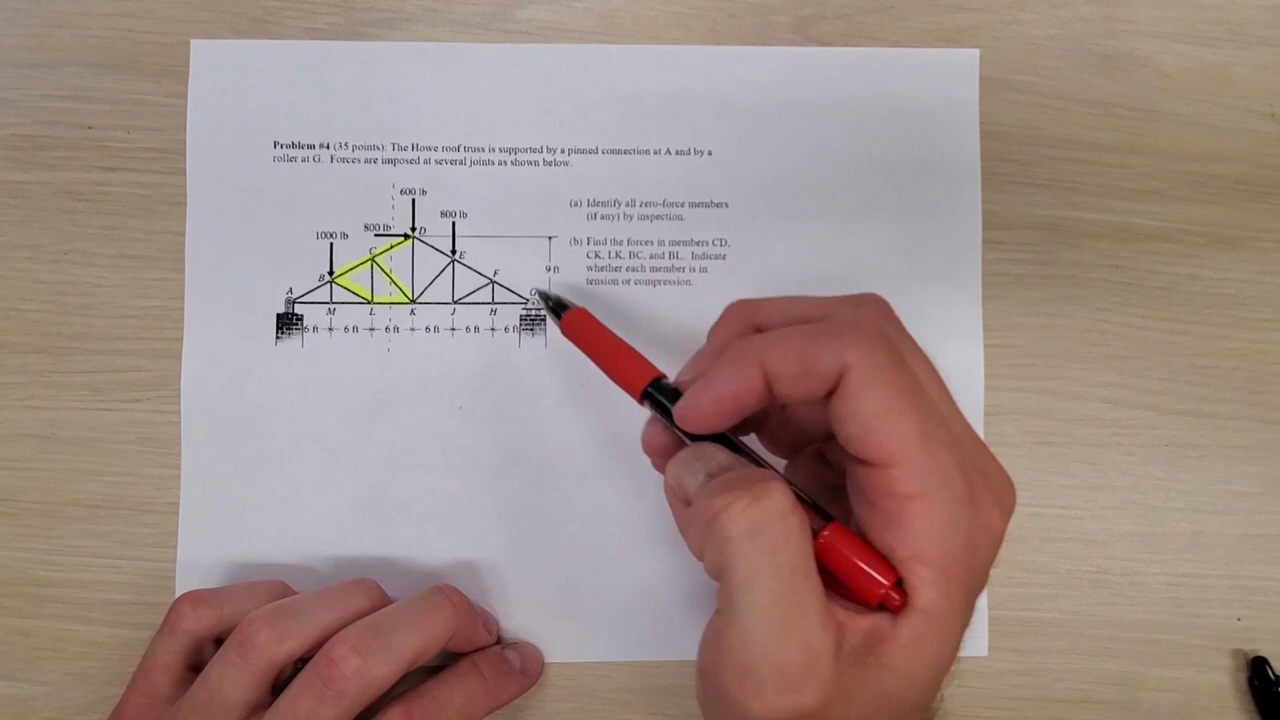 Problem #4 (35 points): The Howe roof truss is supported by a pinned connection at A and by a
roller at G. Forces are imposed at several joints as shown below.
600 lb
800 lb
800 lb
1000 lb
D
C
E
B
F
A
G
9 ft
M
L
K
J
H
6 ft 6 ft 6 ft 6 ft 6 ft 6 ft
(a) Identify all zero-force members
(if any) by inspection.
(b) Find the forces in members CD,
CK, LK, BC, and BL. Indicate
whether each member is in
tension or compression.